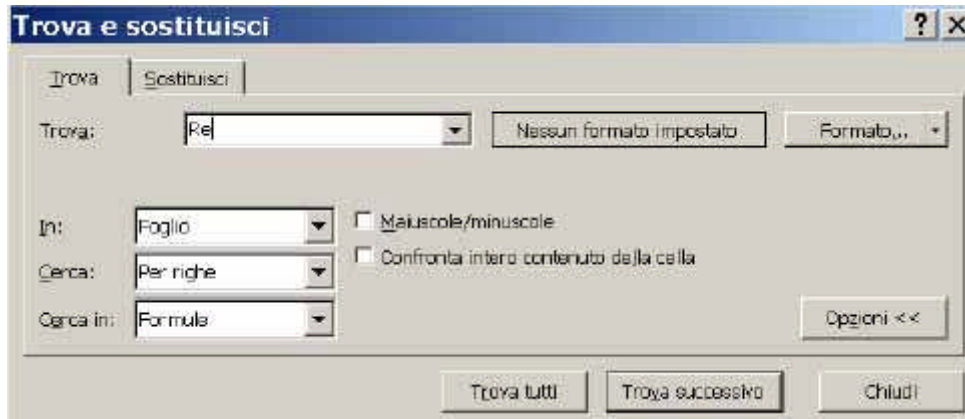 Trova e sostituisci
Trova Sostituisci
Trova: Re Nessun formato impostato Formato...
In: Foglio Maiuscole/minuscole
Confronta intero contenuto della cella
Cerca: Per righe
Cerca in: Formule Opzioni <<
Trova tutti Trova successivo Chiudi